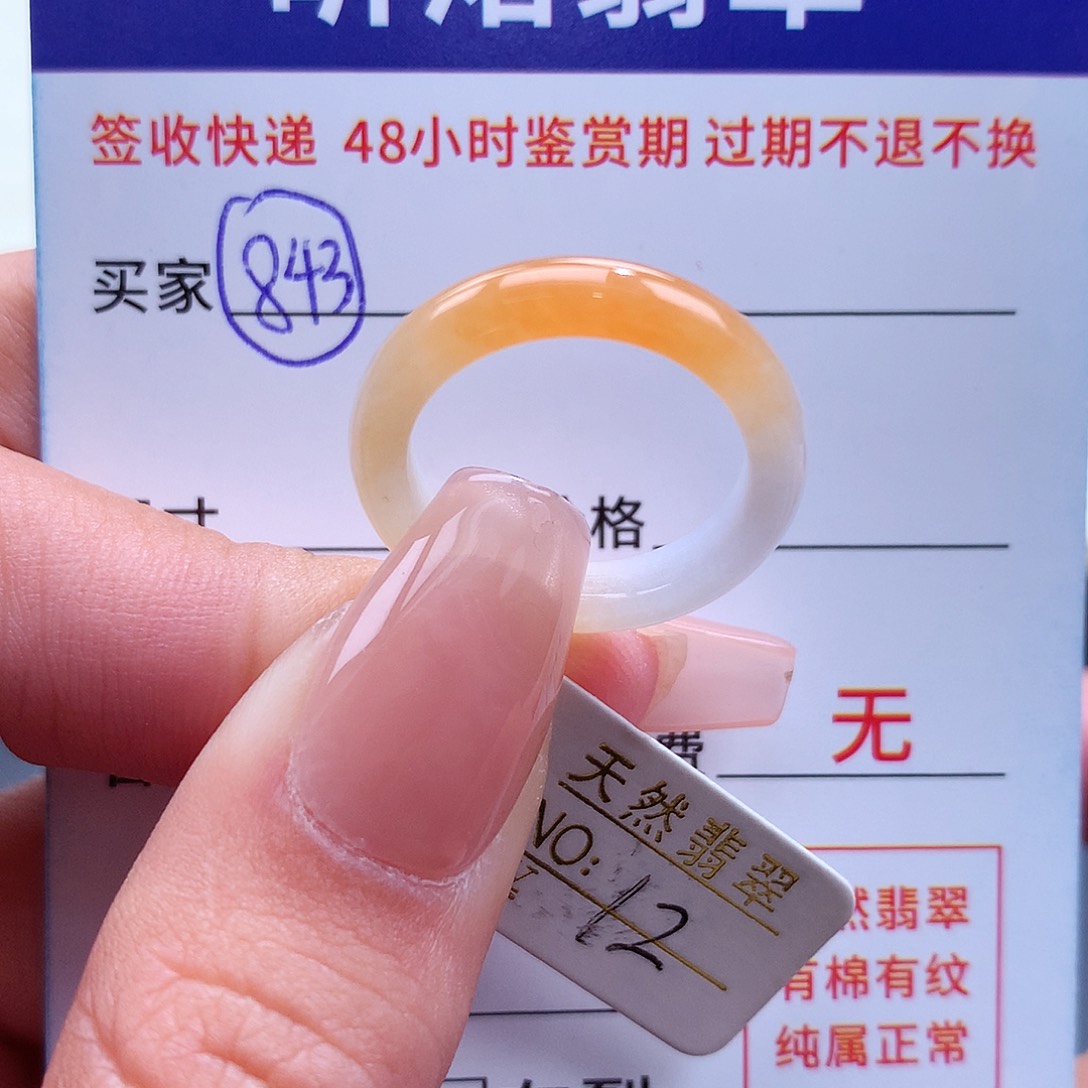 签收快递 48小时鉴赏期 过期不退不换
买家 843
寸
格
费 无
天然翡翠
NO: 12
然翡翠
有棉有纹
纯属正常